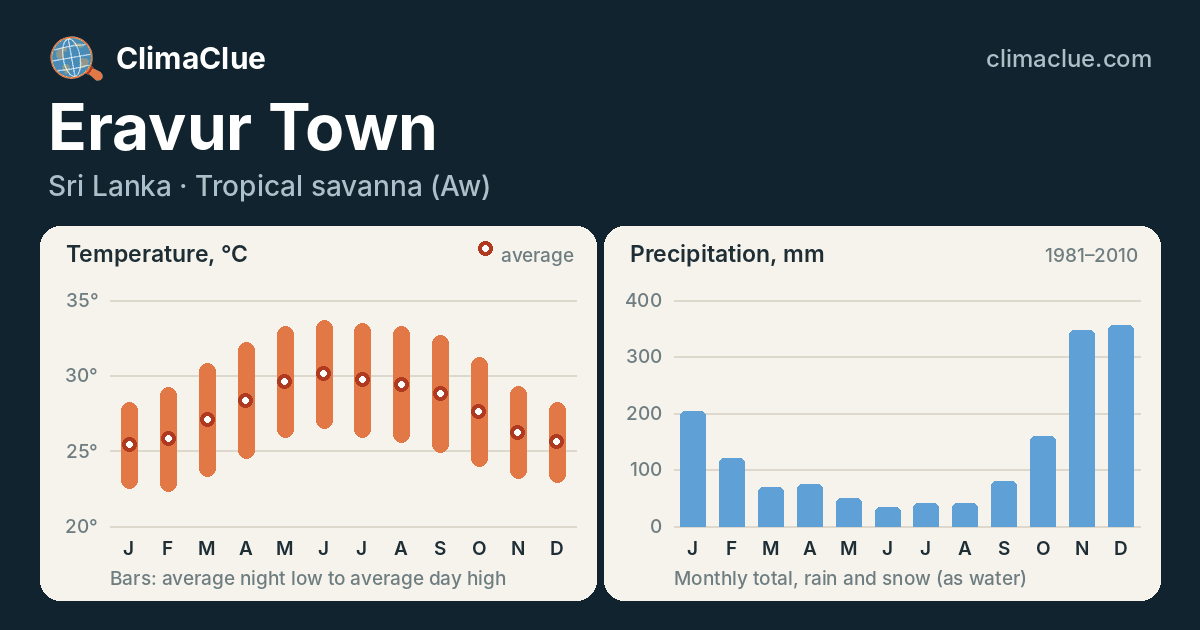 ClimaClue
climaclue.com
Eravur Town
Sri Lanka · Tropical savanna (Aw)
Temperature, °C
average
35°
30°
25°
20°
J F M A M J J A S O N D
Bars: average night low to average day high
Precipitation, mm
1981–2010
400
300
200
100
0
J F M A M J J A S O N D
Monthly total, rain and snow (as water)